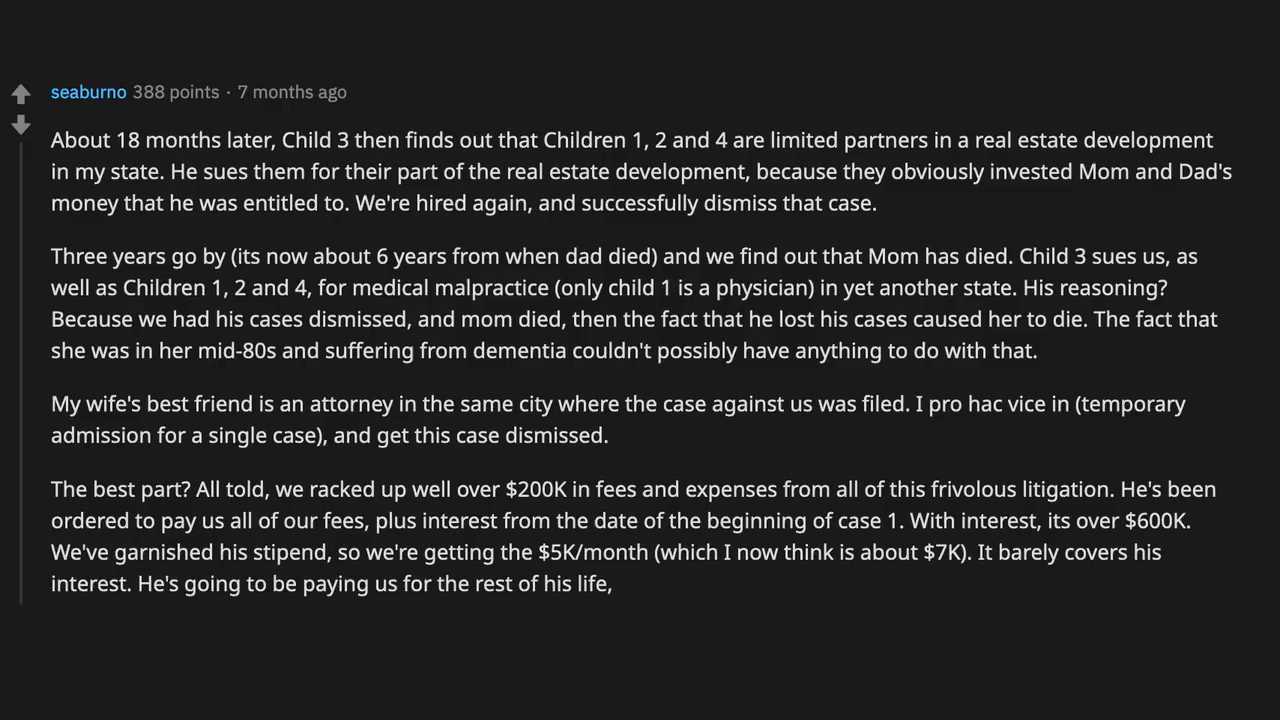 seaburno 388 points · 7 months ago
About 18 months later, Child 3 then finds out that Children 1, 2 and 4 are limited partners in a real estate development
in my state. He sues them for their part of the real estate development, because they obviously invested Mom and Dad's
money that he was entitled to. We're hired again, and successfully dismiss that case.
Three years go by (its now about 6 years from when dad died) and we find out that Mom has died. Child 3 sues us, as
well as Children 1, 2 and 4, for medical malpractice (only child 1 is a physician) in yet another state. His reasoning?
Because we had his cases dismissed, and mom died, then the fact that he lost his cases caused her to die. The fact that
she was in her mid-80s and suffering from dementia couldn't possibly have anything to do with that.
My wife's best friend is an attorney in the same city where the case against us was filed. I pro hac vice in (temporary
admission for a single case), and get this case dismissed.
The best part? All told, we racked up well over $200K in fees and expenses from all of this frivolous litigation. He's been
ordered to pay us all of our fees, plus interest from the date of the beginning of case 1. With interest, its over $600K.
We've garnished his stipend, so we're getting the $5K/month (which I now think is about $7K). It barely covers his
interest. He's going to be paying us for the rest of his life,